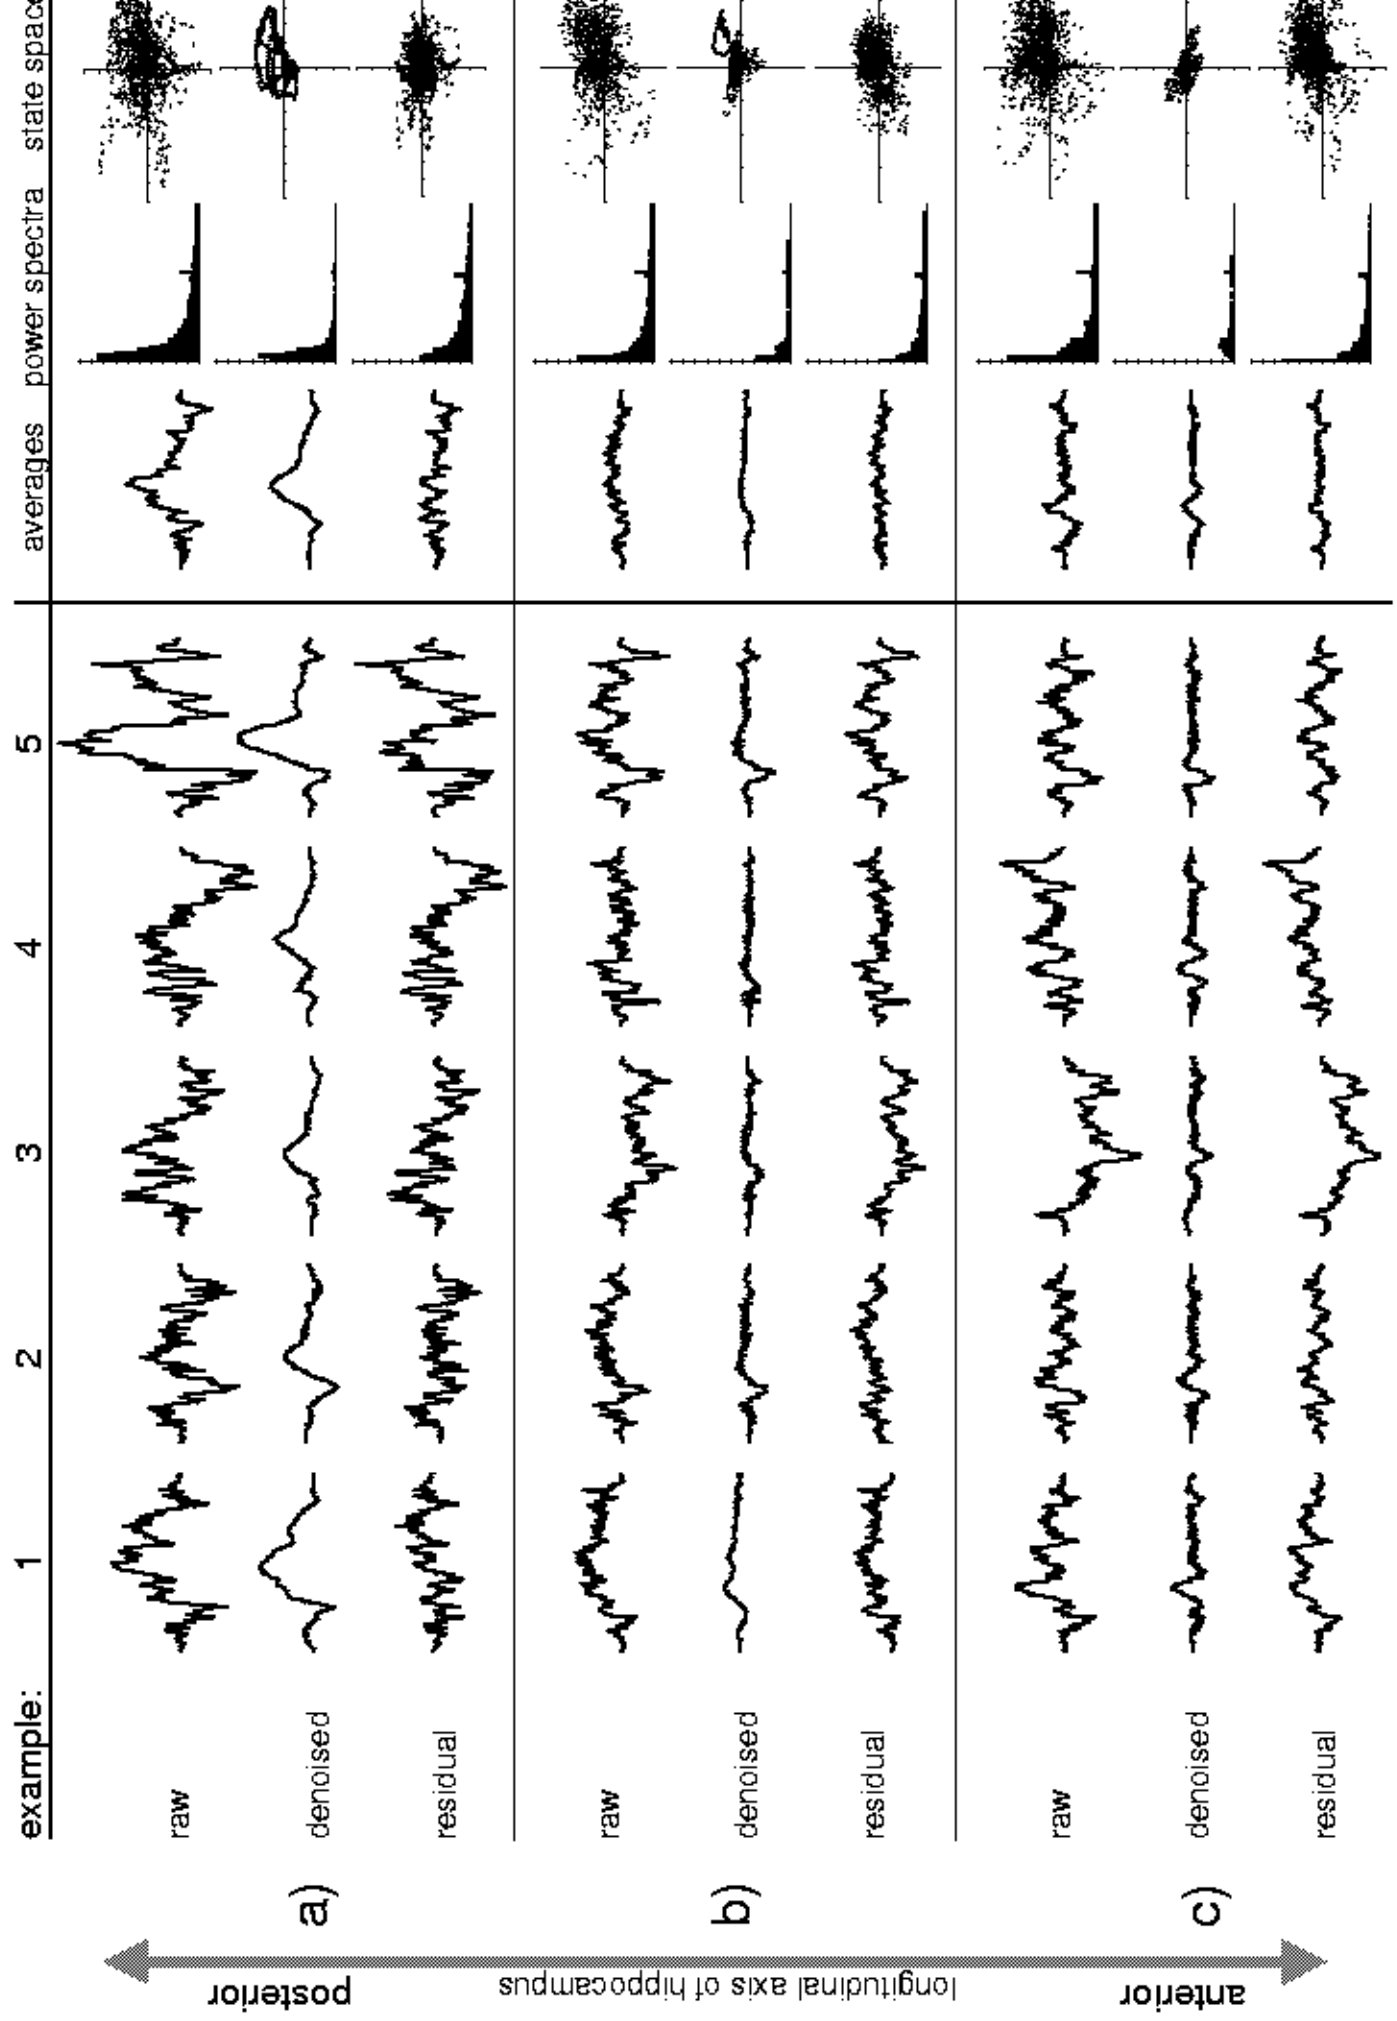 example: 1 2 3 4 5 averages power spectra state space
raw
a) denoised
residual
raw
b) denoised
residual
raw
c) denoised
residual
posterior
longitudinal axis of hippocampus
anterior